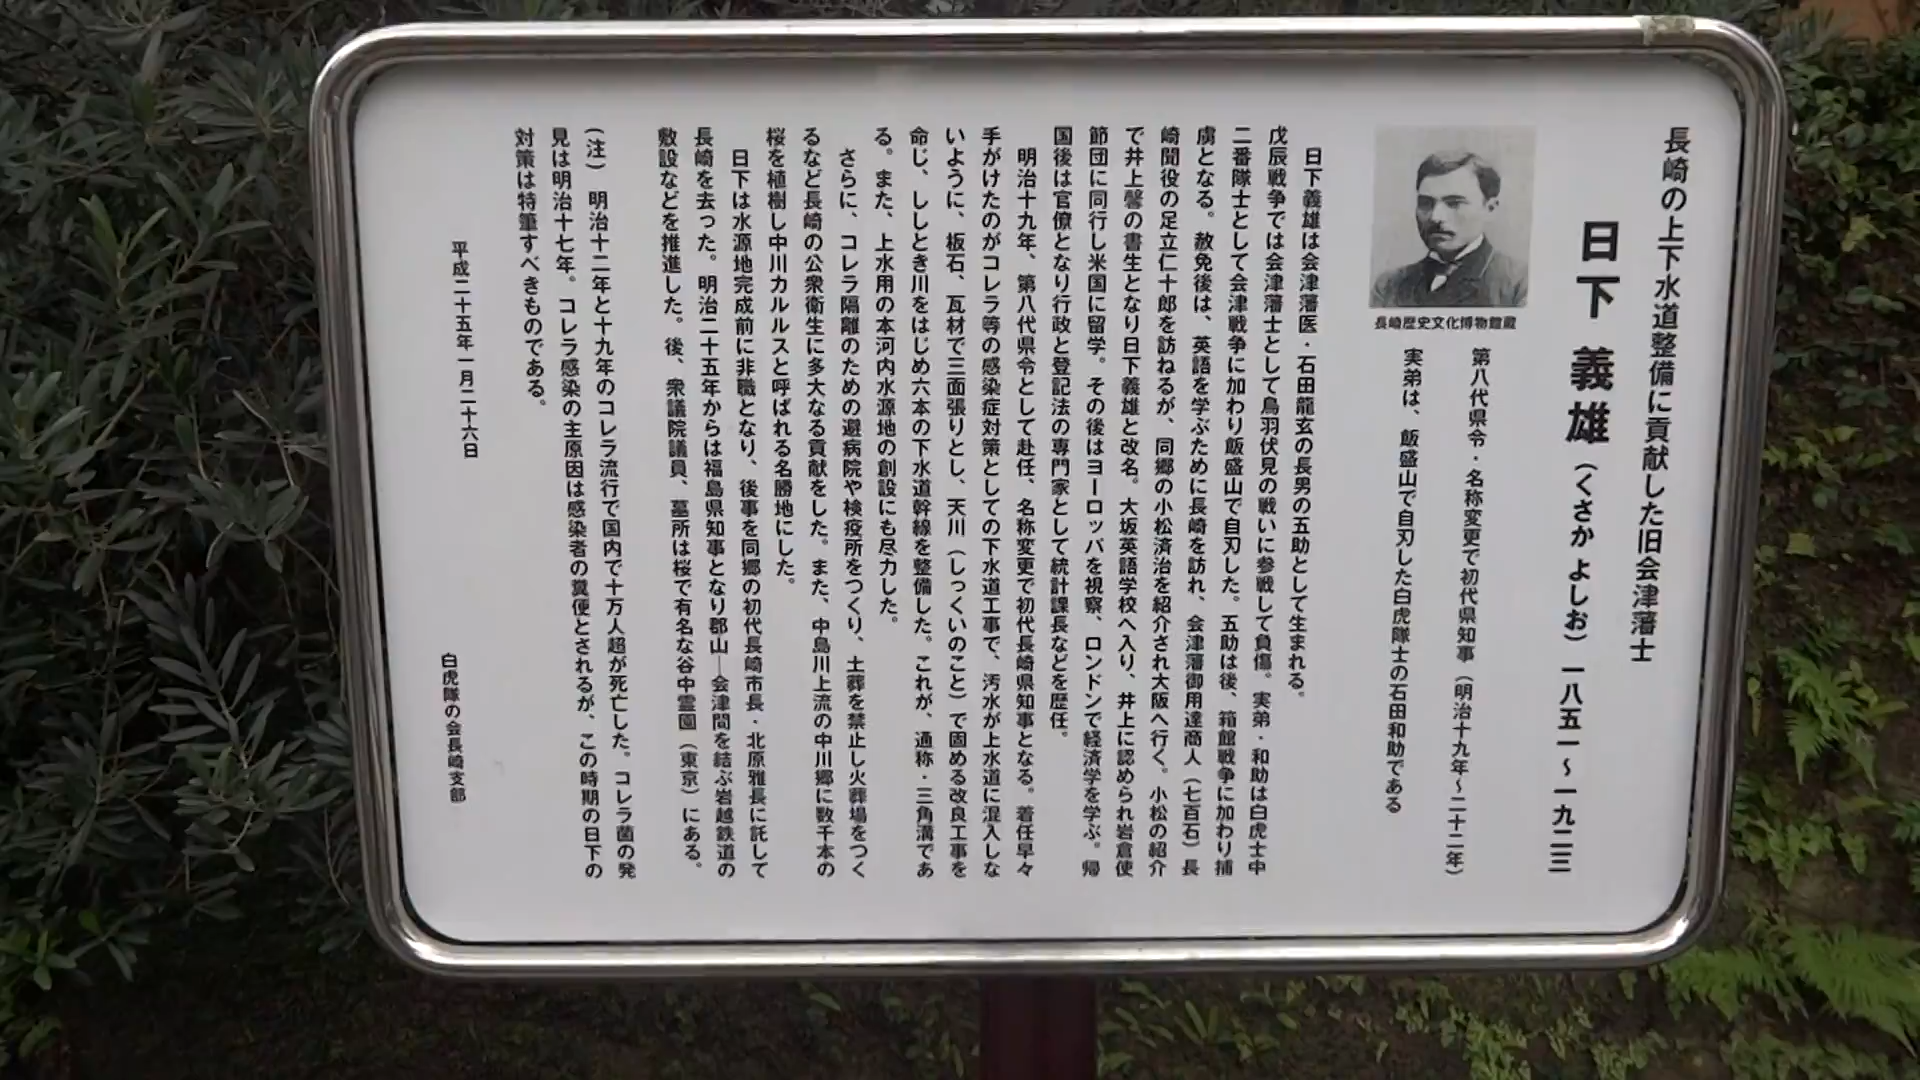 長崎の上下水道整備に貢献した旧会津藩士
日下 義雄（くさか よしお）一八五一～一九二三
第八代県令・名称変更で初代県知事（明治十九年～二十二年）
実弟は、飯盛山で自刃した白虎隊士の石田和助である
長崎歴史文化博物館蔵
日下義雄は会津藩医・石田龍玄の長男の五助として生まれる。
戊辰戦争では会津藩士として鳥羽伏見の戦いに参戦して負傷。実弟・和助は白虎士中
二番隊士として会津戦争に加わり飯盛山で自刃した。五助は後、箱館戦争に加わり捕
虜となる。赦免後は、英語を学ぶために長崎を訪れ、会津藩御用達商人（七百石）長
崎聞役の足立仁十郎を訪ねるが、同郷の小松済治を紹介され大阪へ行く。小松の紹介
で井上馨の書生となり日下義雄と改名。大坂英語学校へ入り、井上に認められ岩倉使
節団に同行し米国に留学。その後はヨーロッパを視察、ロンドンで経済学を学ぶ。帰
国後は官僚となり行政と登記法の専門家として統計課長などを歴任。
明治十九年、第八代県令として赴任、名称変更で初代長崎県知事となる。着任早々
手がけたのがコレラ等の感染症対策としての下水道工事で、汚水が上水道に混入しな
いように、板石、瓦材で三面張りとし、天川（しっくいのこと）で固める改良工事を
命じ、ししとき川をはじめ六本の下水道幹線を整備した。これが、通称・三角溝であ
る。また、上水用の本河内水源地の創設にも尽力した。
さらに、コレラ隔離のための避病院や検疫所をつくり、土葬を禁止し火葬場をつく
るなど長崎の公衆衛生に多大なる貢献をした。また、中島川上流の中川郷に数千本の
桜を植樹し中川カルルスと呼ばれる名勝地にした。
日下は水源地完成前に非職となり、後事を同郷の初代長崎市長・北原雅長に託して
長崎を去った。明治二十五年からは福島県知事となり郡山―会津間を結ぶ岩越鉄道の
敷設などを推進した。後、衆議院議員、墓所は桜で有名な谷中霊園（東京）にある。
（注） 明治十二年と十九年のコレラ流行で国内で十万人超が死亡した。コレラ菌の発
見は明治十七年。コレラ感染の主原因は感染者の糞便とされるが、この時期の日下の
対策は特筆すべきものである。
平成二十五年一月二十六日
白虎隊の会長崎支部